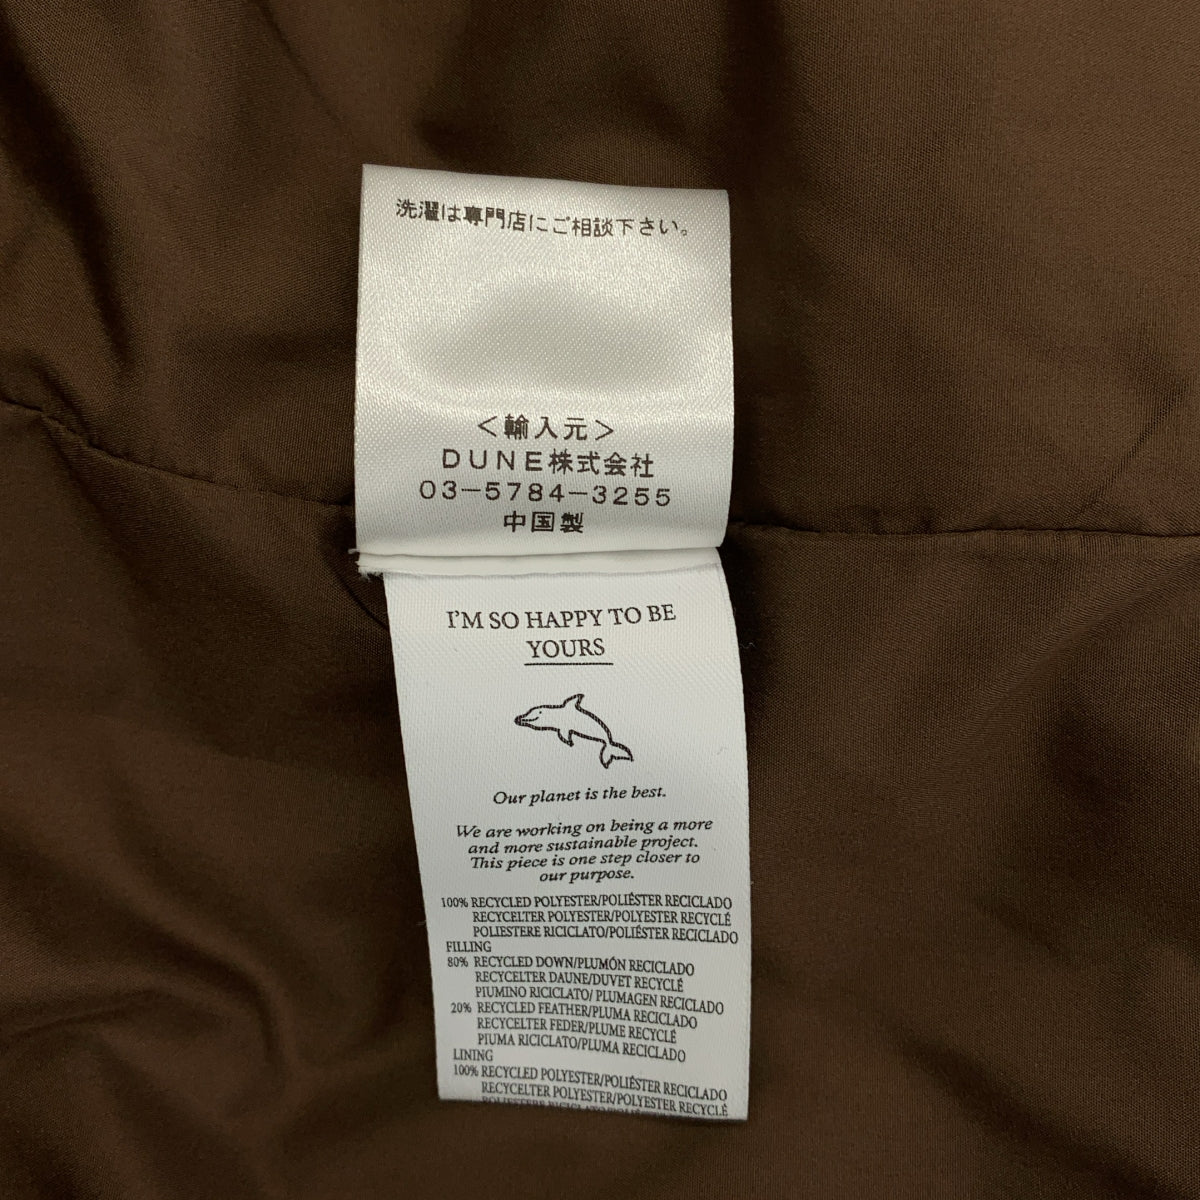 洗濯は専門店にご相談下さい。
＜輸入元＞
DUNE株式会社
03-5784-3255
中国製
I'M SO HAPPY TO BE
YOURS
Our planet is the best.
We are working on being a more
and more sustainable project.
This piece is one step closer to
our purpose.
100% RECYCLED POLYESTER/POLIÉSTER RECICLADO
RECYCELTER POLYESTER/POLYESTER RECYCLÉ
POLIESTERE RICICLATO/POLIÉSTER RECICLADO
FILLING
80% RECYCLED DOWN/PLUMÓN RECICLADO
RECYCELTER DAUNE/DUVET RECYCLÉ
PIUMINO RICICLATO/ PLUMAGEN RECICLADO
20% RECYCLED FEATHER/PLUMA RECICLADO
RECYCELTER FEDER/PLUME RECYCLÉ
PIUMA RICICLATO/PLUMA RECICLADO
LINING
100% RECYCLED POLYESTER/POLIÉSTER RECICLADO
RECYCELTER POLYESTER/POLYESTER RECYCLÉ